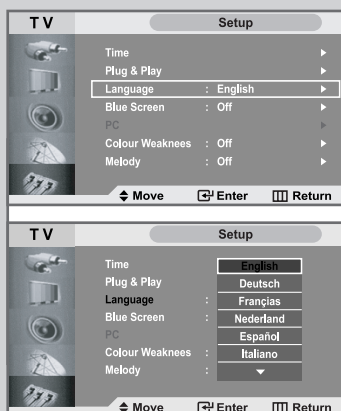 TV Setup
Time
Plug & Play
Language : English
Blue Screen : Off
PC
Colour Weaknees : Off
Melody : Off
Move Enter Return
TV Setup
Time English
Plug & Play Deutsch
Language : Françias
Blue Screen : Nederland
PC Español
Colour Weaknees : Italiano
Melody :
Move Enter Return